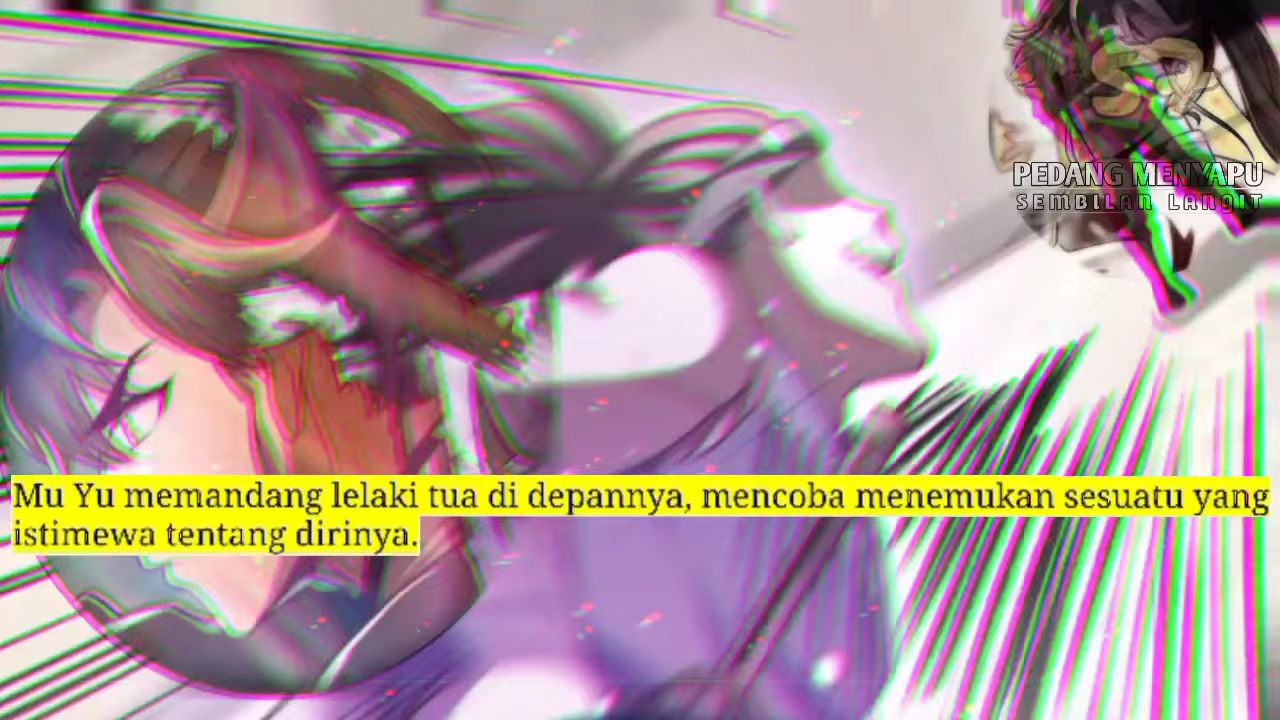 PEDANG MENYAPU
SEMBILAN LANGIT
Mu Yu memandang lelaki tua di depannya, mencoba menemukan sesuatu yang
istimewa tentang dirinya.